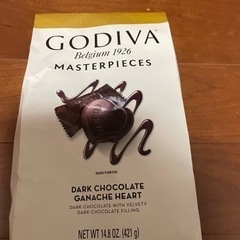 GODIVA
Belgium 1926
MASTERPIECES
DARK CHOCOLATE
GANACHE HEART
DARK CHOCOLATE WITH VELVETY
DARK CHOCOLATE FILLING
NET WT 14.8 OZ. (421 g)